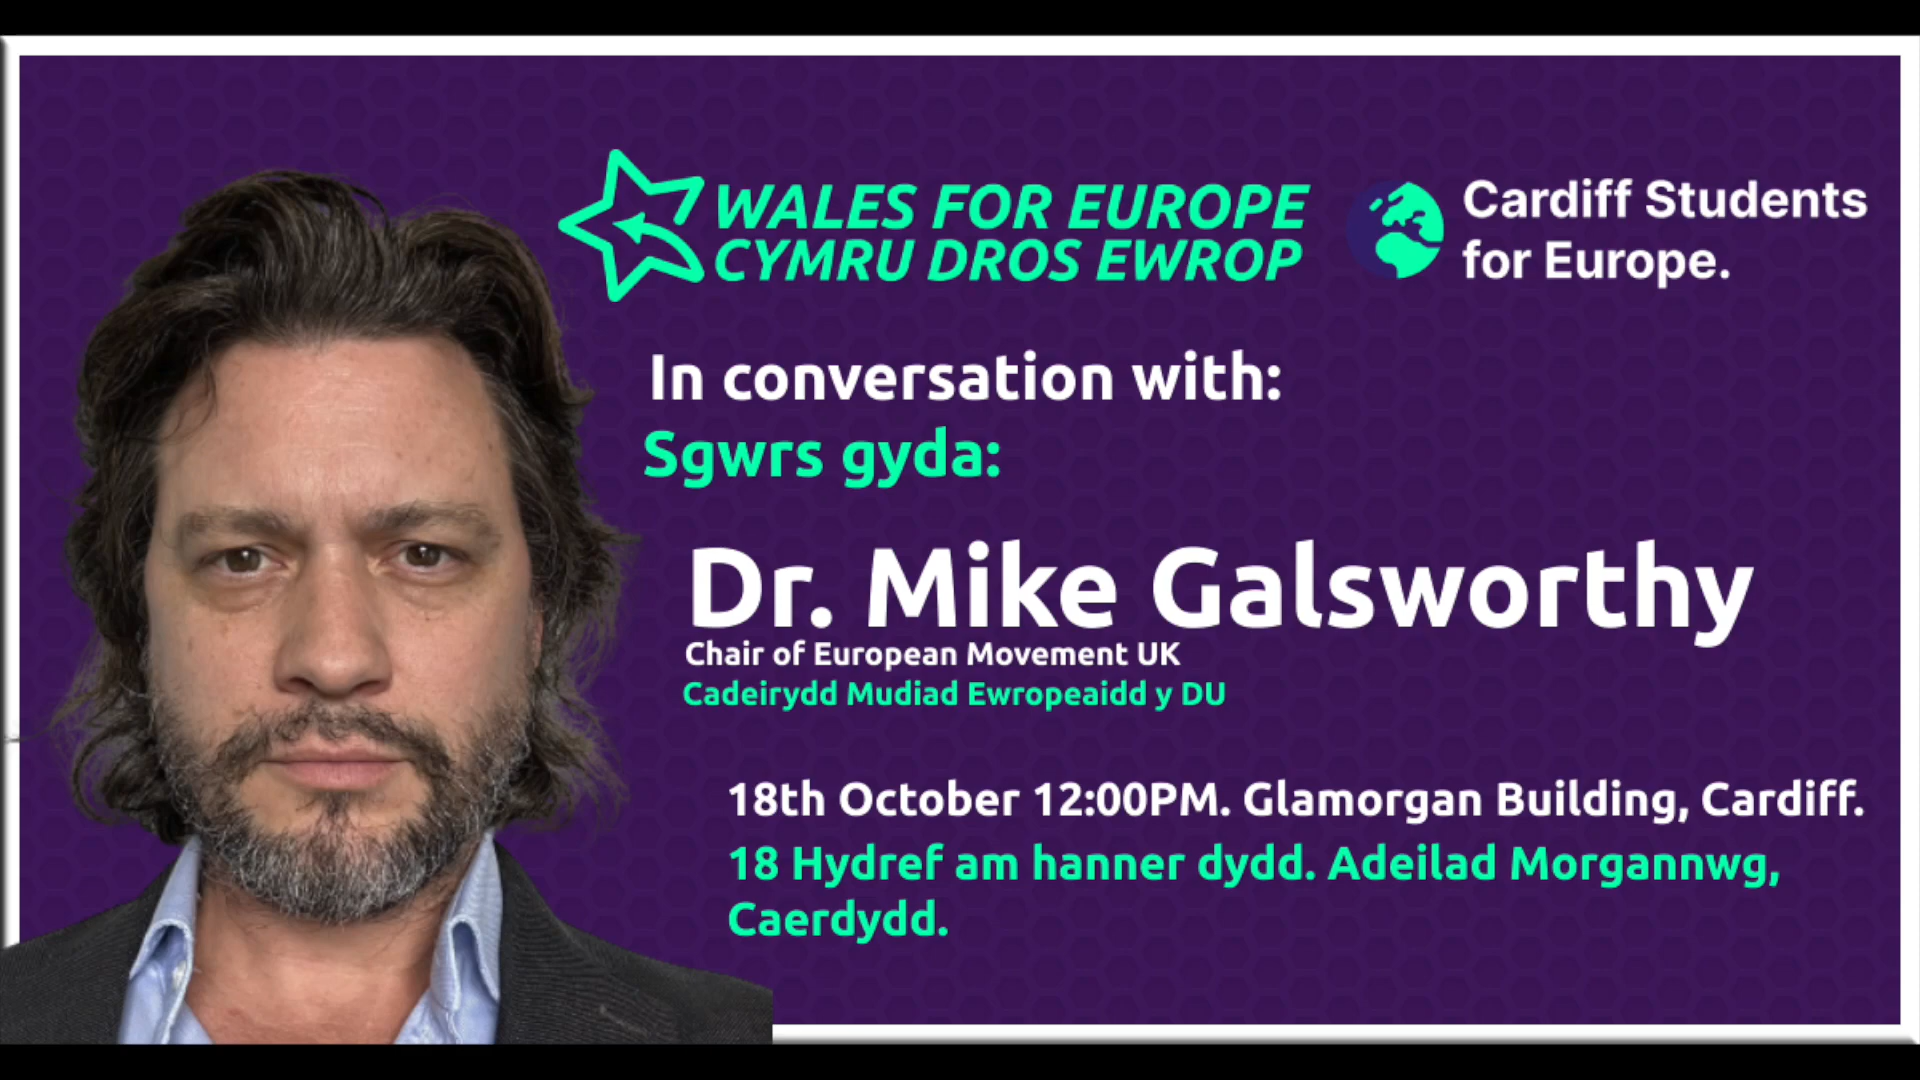 WALES FOR EUROPE
CYMRU DROS EWROP
Cardiff Students
for Europe.
In conversation with:
Sgwrs gyda:
Dr. Mike Galsworthy
Chair of European Movement UK
Cadeirydd Mudiad Ewropeaidd y DU
18th October 12:00PM. Glamorgan Building, Cardiff.
18 Hydref am hanner dydd. Adeilad Morgannwg,
Caerdydd.